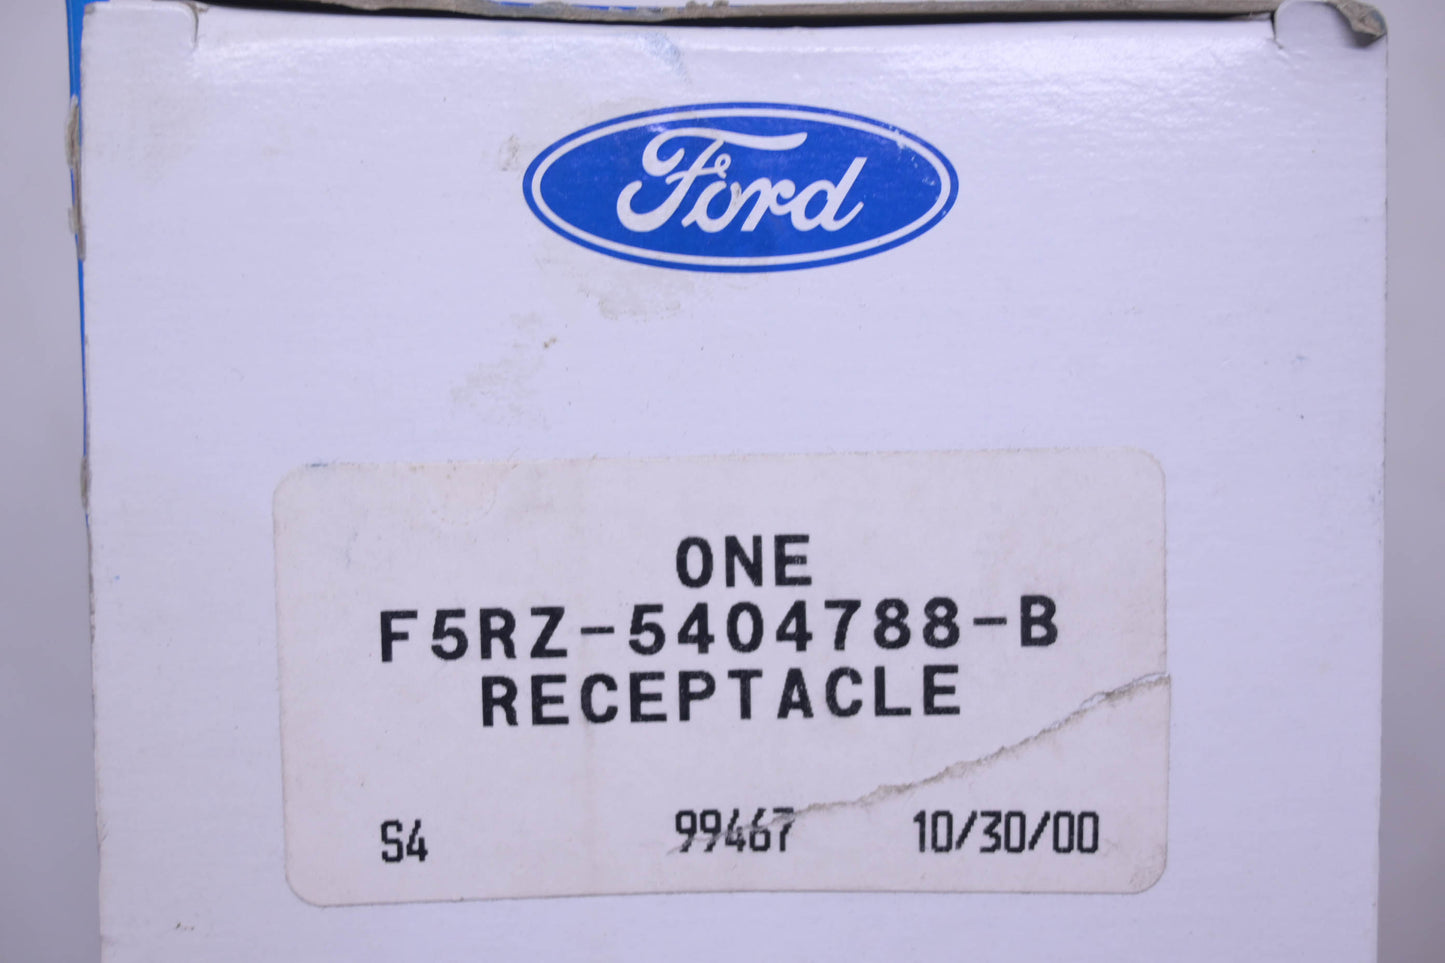 Ford
ONE
F5RZ-5404788-B
RECEPTACLE
S4 99467 10/30/00